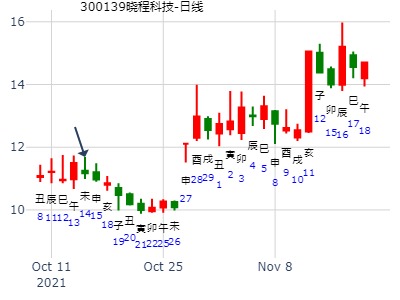 300139晓程科技-日线
16
14
12
10
丑 辰 巳 午 未 申 亥 子 丑 寅 卯 午 未 申 酉 戌 丑 寅 卯 辰 巳 申 酉 戌 亥 子 卯 辰 巳 午
8 11 12 13 14 15 18 19 20 21 22 25 26 27 28 29 1 2 3 4 5 8 9 10 11 12 15 16 17 18
Oct 11 Oct 25 Nov 8
2021